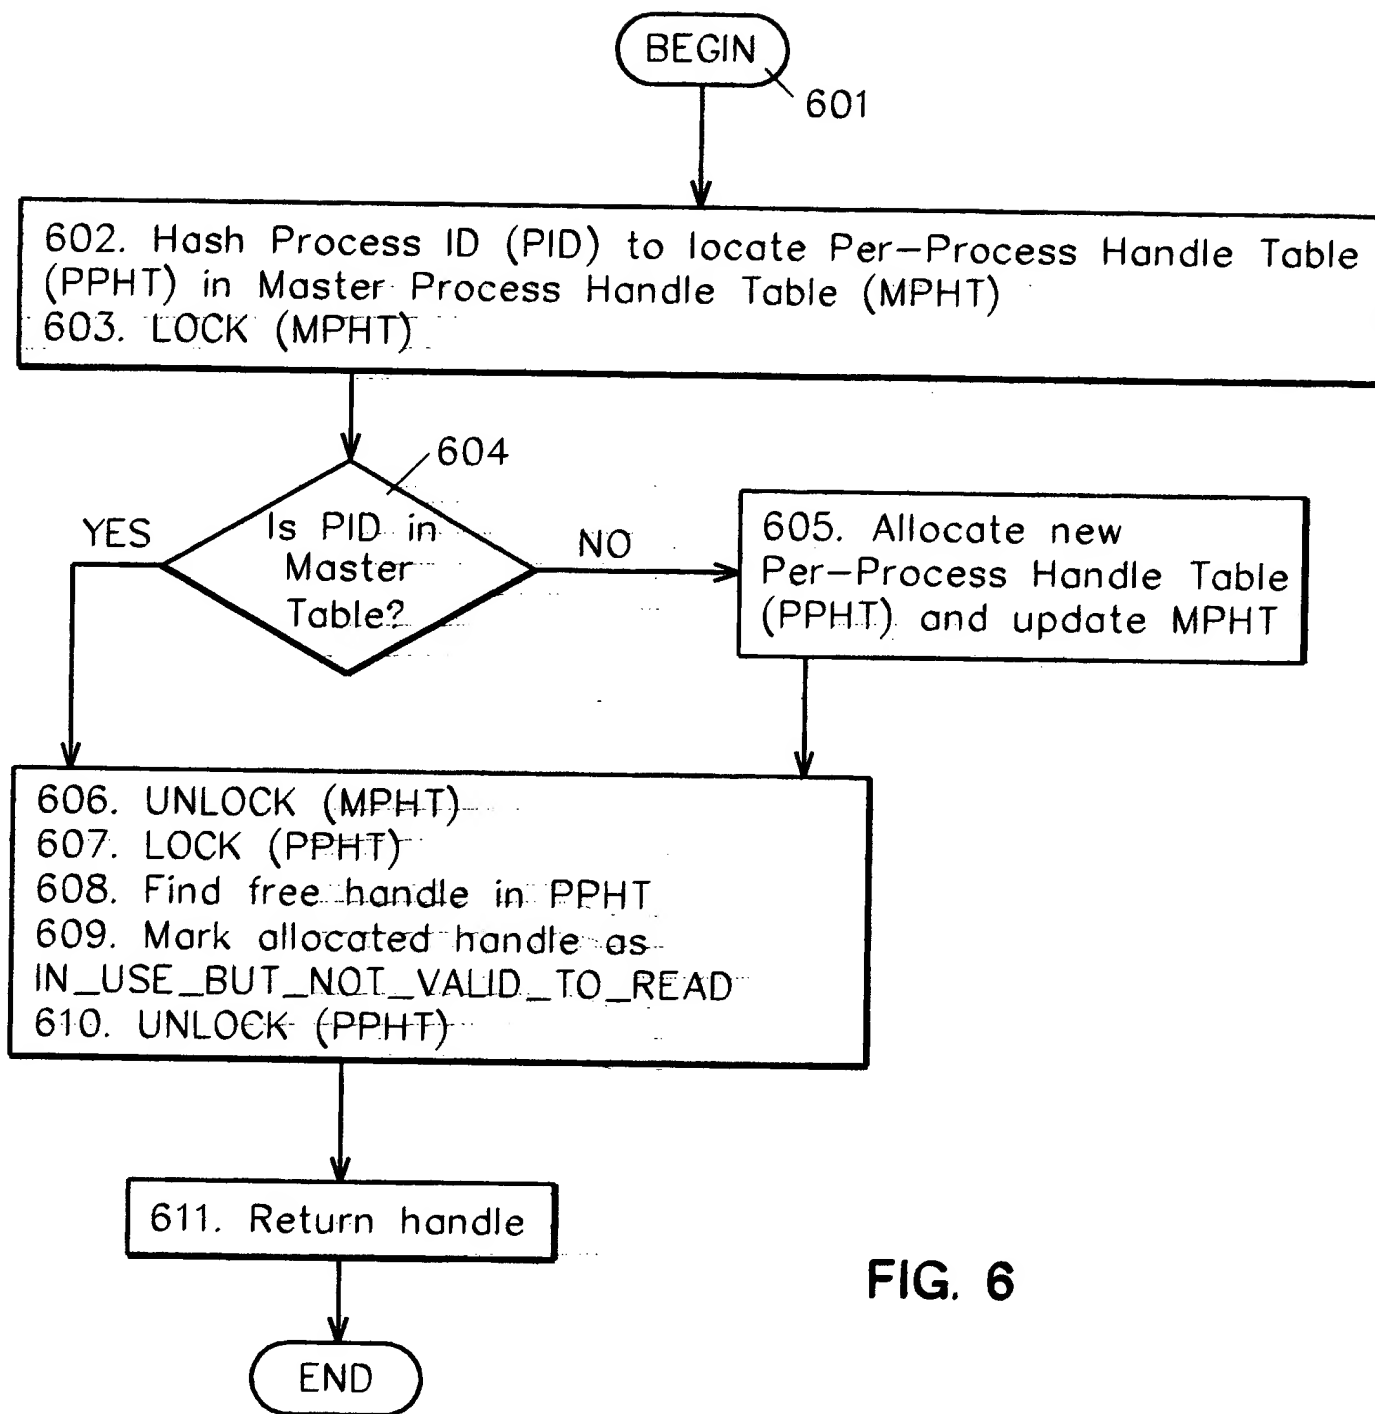 BEGIN
601
602. Hash Process ID (PID) to locate Per-Process Handle Table
(PPHT) in Master Process Handle Table (MPHT)
603. LOCK (MPHT)
604
YES
Is PID in
Master
Table?
NO
605. Allocate new
Per-Process Handle Table
(PPHT) and update MPHT
606. UNLOCK (MPHT)
607. LOCK (PPHT)
608. Find free handle in PPHT
609. Mark allocated handle as
IN_USE_BUT_NOT_VALID_TO_READ
610. UNLOCK (PPHT)
611. Return handle
FIG. 6
END